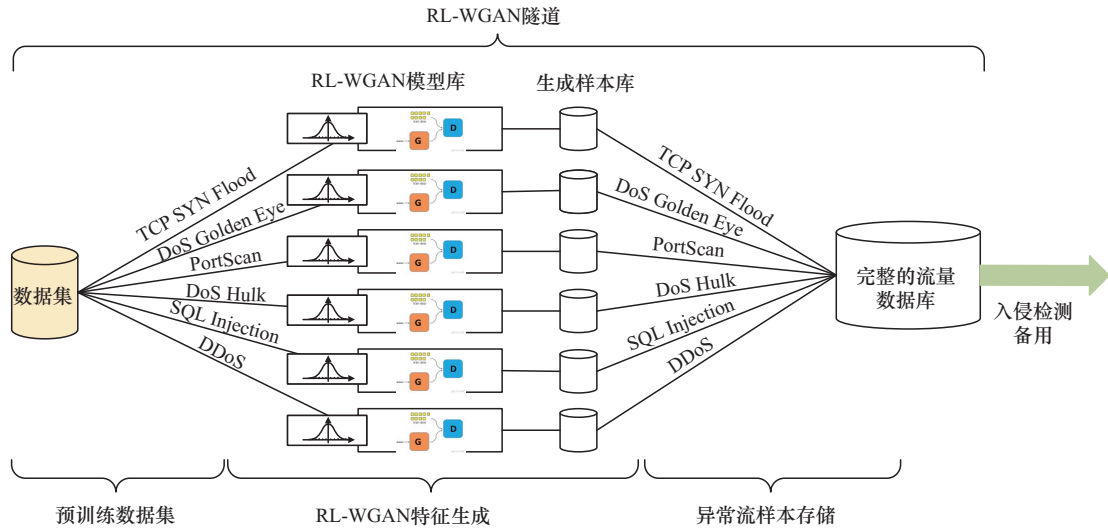 RL-WGAN隧道
RL-WGAN模型库
生成样本库
D
G
D
G
D
G
D
G
D
G
D
G
TCP SYN Flood
DoS Golden Eye
PortScan
DoS Hulk
SQL Injection
DDoS
TCP SYN Flood
DoS Golden Eye
PortScan
DoS Hulk
SQL Injection
DDoS
数据集
完整的流量
数据库
入侵检测
备用
预训练数据集
RL-WGAN特征生成
异常流样本存储